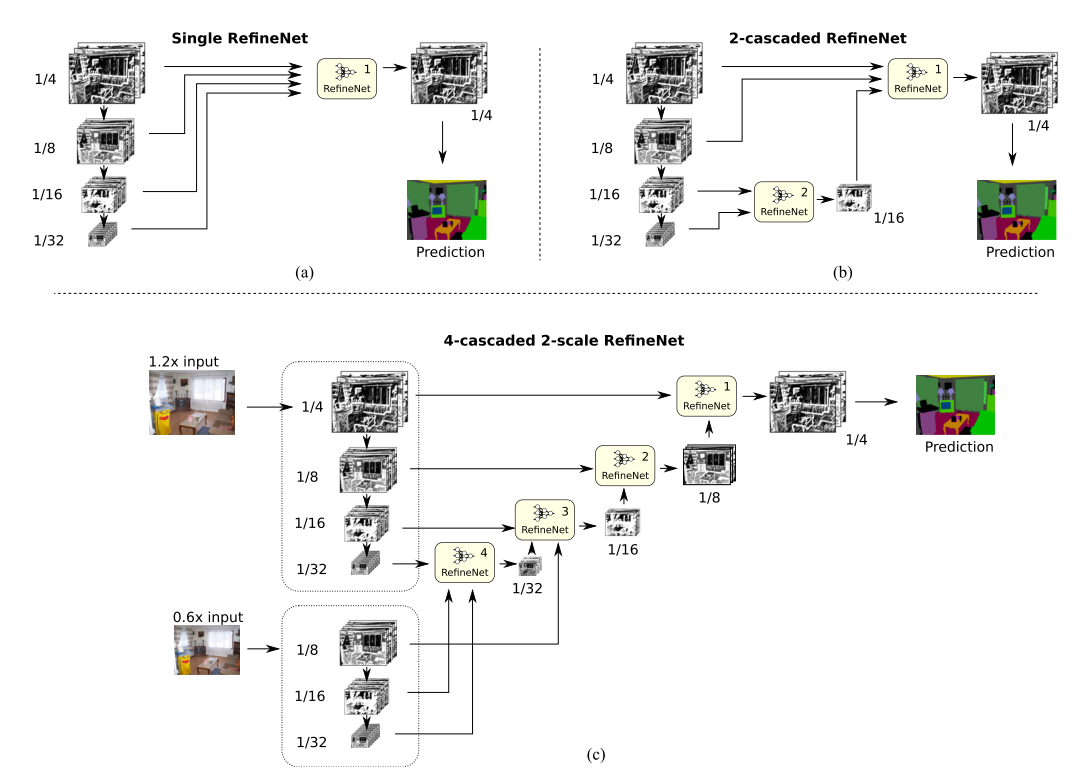 Single RefineNet
1/4
1
RefineNet
1/4
1/8
1/16
1/32
Prediction
(a)
2-cascaded RefineNet
1/4
1
RefineNet
1/4
1/8
1/16
2
RefineNet
1/16
1/32
Prediction
(b)
4-cascaded 2-scale RefineNet
1.2x input
1/4
1
RefineNet
1/4
Prediction
1/8
2
RefineNet
1/8
1/16
3
RefineNet
1/16
1/32
4
RefineNet
1/32
0.6x input
1/8
1/16
1/32
(c)